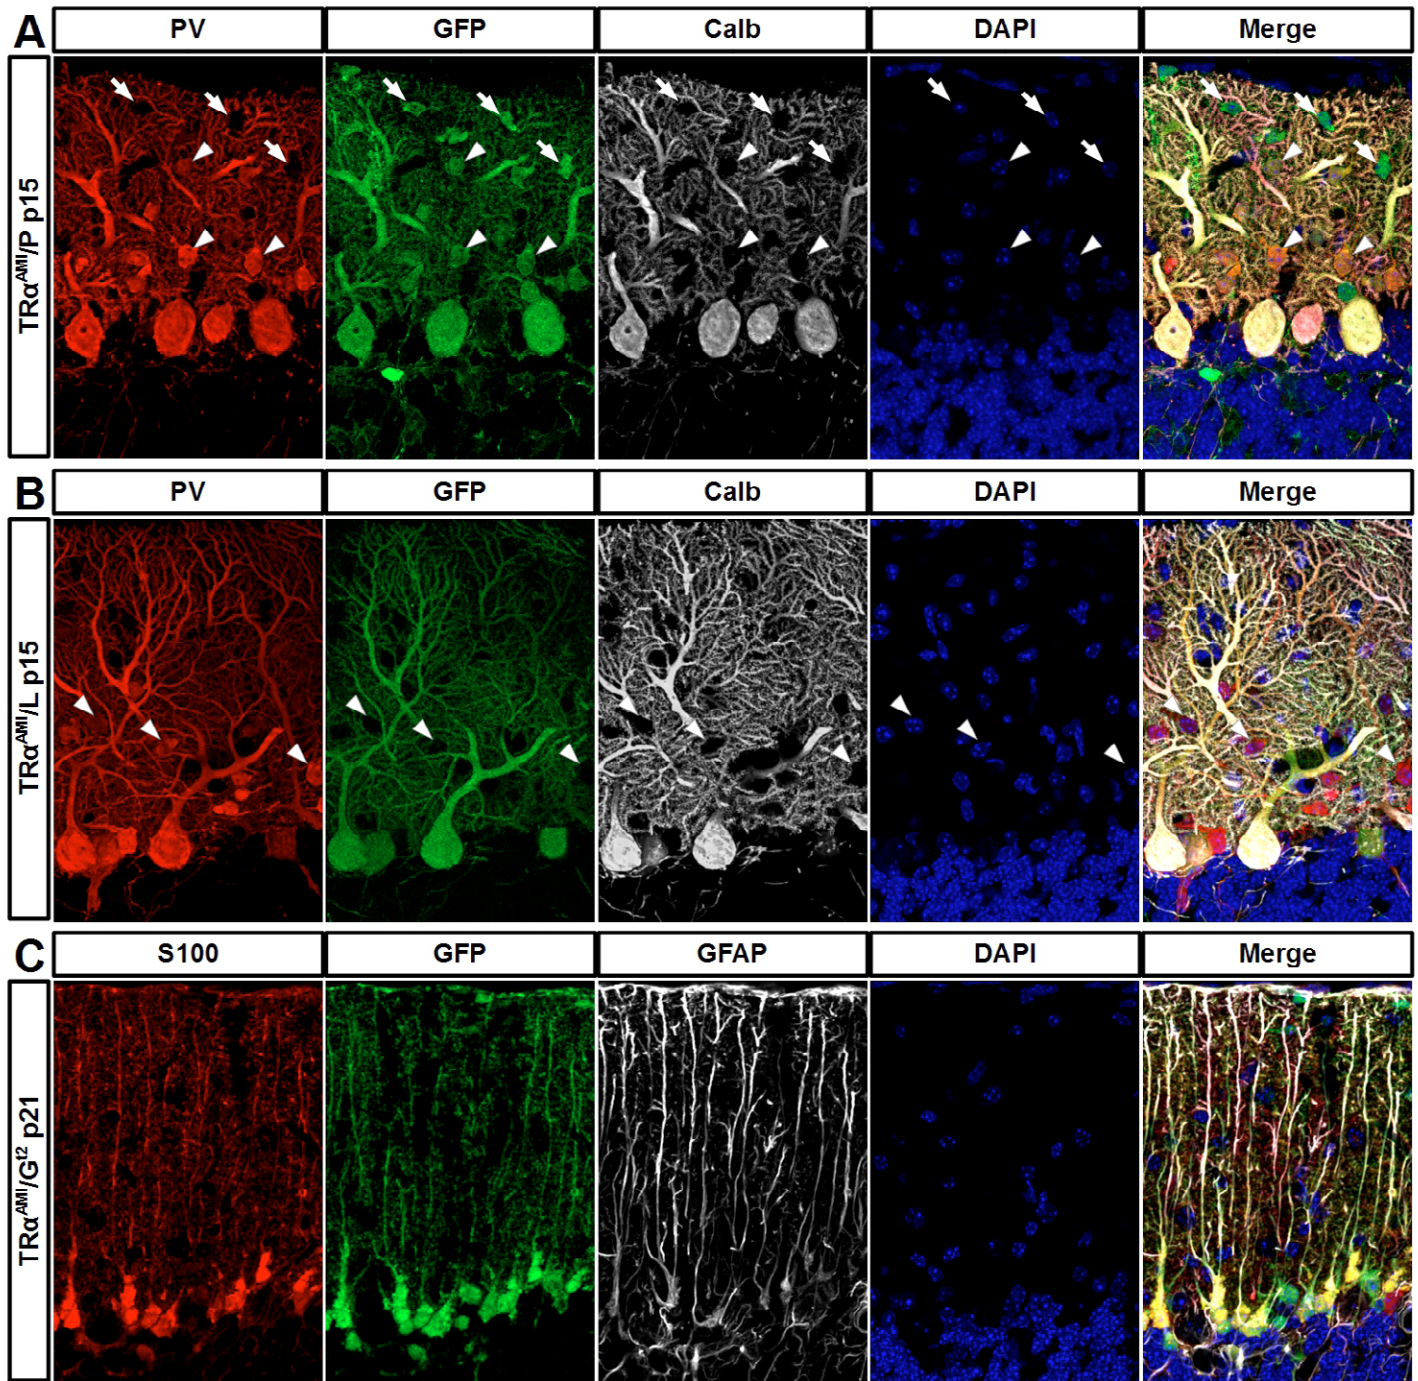 A PV GFP Calb DAPI Merge
TRα^AMI/P p15
B PV GFP Calb DAPI Merge
TRα^AMI/L p15
C S100 GFP GFAP DAPI Merge
TRα^AMI/G^t2 p21